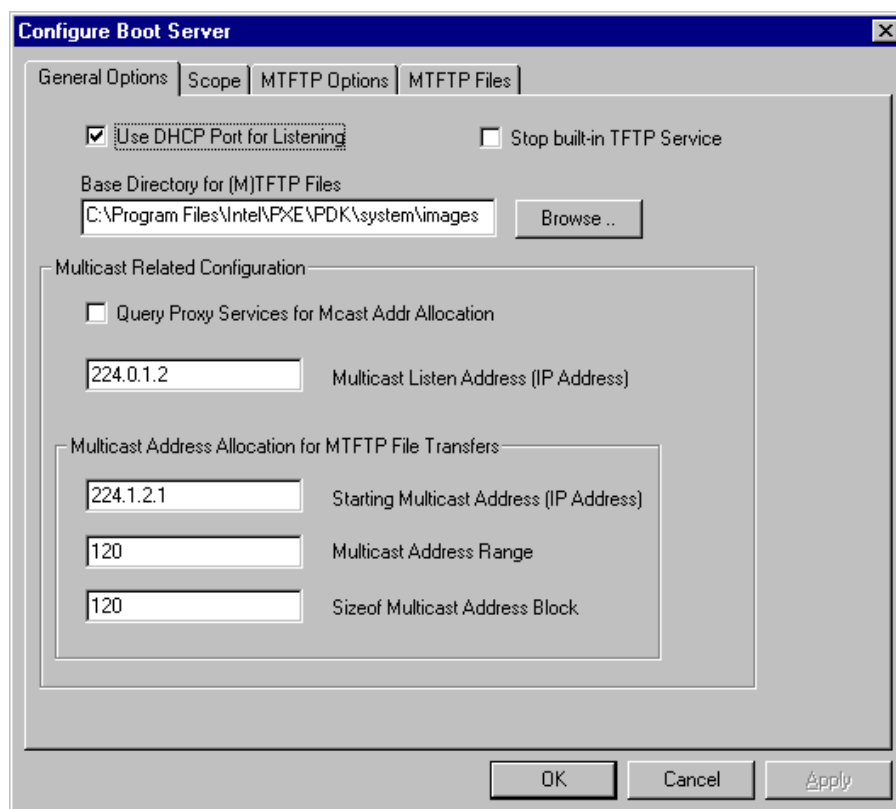 Configure Boot Server
General Options Scope MTFTP Options MTFTP Files
Use DHCP Port for Listening Stop built-in TFTP Service
Base Directory for (M)TFTP Files
C:\Program Files\Intel\PXE\PDK\system\images Browse ..
Multicast Related Configuration
Query Proxy Services for Mcast Addr Allocation
224.0.1.2 Multicast Listen Address (IP Address)
Multicast Address Allocation for MTFTP File Transfers
224.1.2.1 Starting Multicast Address (IP Address)
120 Multicast Address Range
120 Sizeof Multicast Address Block
OK Cancel Apply